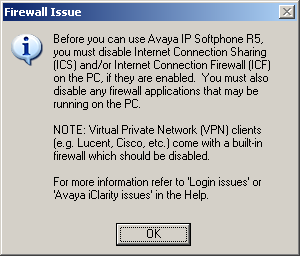 Firewall Issue
Before you can use Avaya IP Softphone R5,
you must disable Internet Connection Sharing
(ICS) and/or Internet Connection Firewall (ICF)
on the PC, if they are enabled.  You must also
disable any firewall applications that may be
running on the PC.
NOTE: Virtual Private Network (VPN) clients
(e.g. Lucent, Cisco, etc.) come with a built-in
firewall which should be disabled.
For more information refer to 'Login issues' or
'Avaya iClarity issues' in the Help.
OK